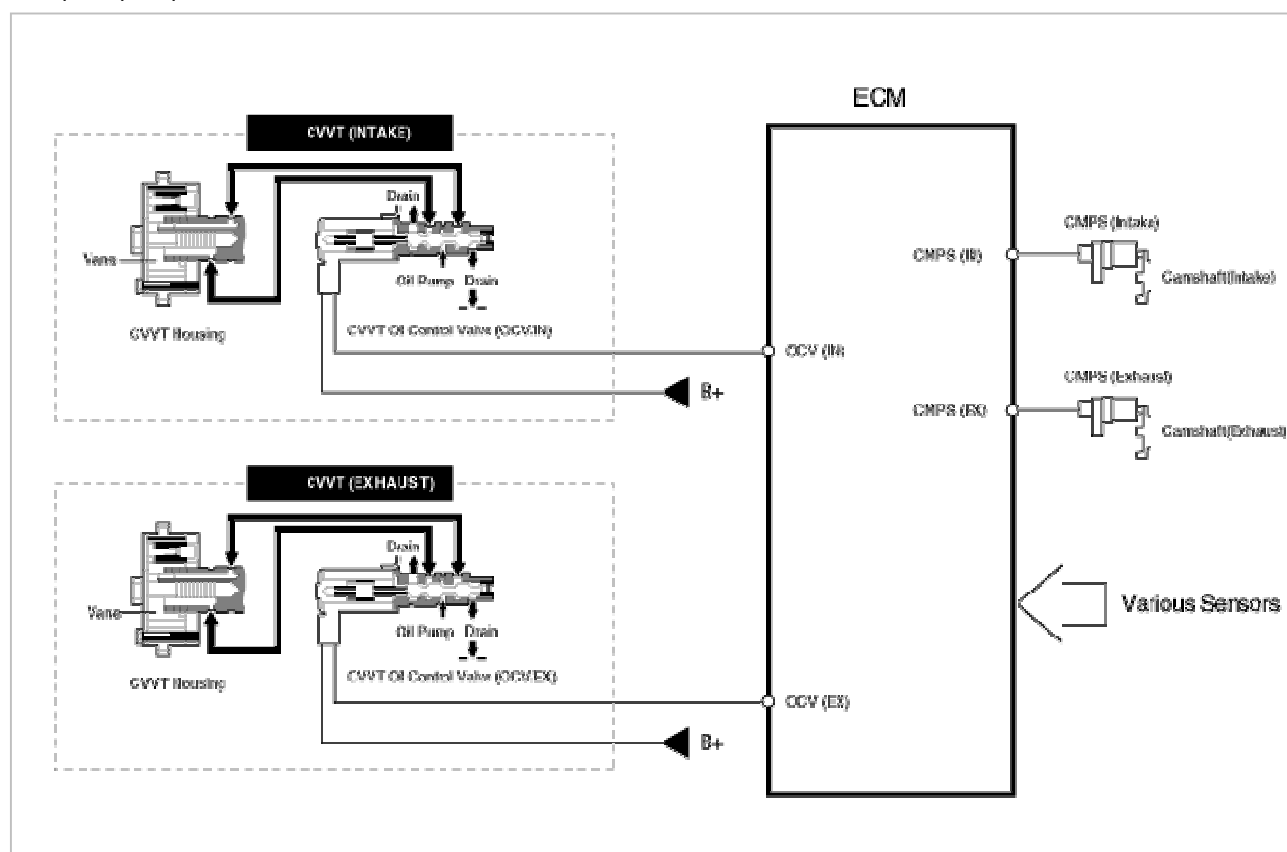 ECM
CVVT (INTAKE)
Drain
Vane
Oil Pump Drain
CVVT Housing
CVVT Oil Control Valve (OCV/IN)
B+
OCV (IN)
CMPS (IN)
CMPS (Intake)
Camshaft(Intake)
CMPS (EX)
CMPS (Exhaust)
Camshaft(Exhaust)
CVVT (EXHAUST)
Drain
Vane
Oil Pump Drain
CVVT Housing
CVVT Oil Control Valve (OCV/EX)
B+
OCV (EX)
Various Sensors